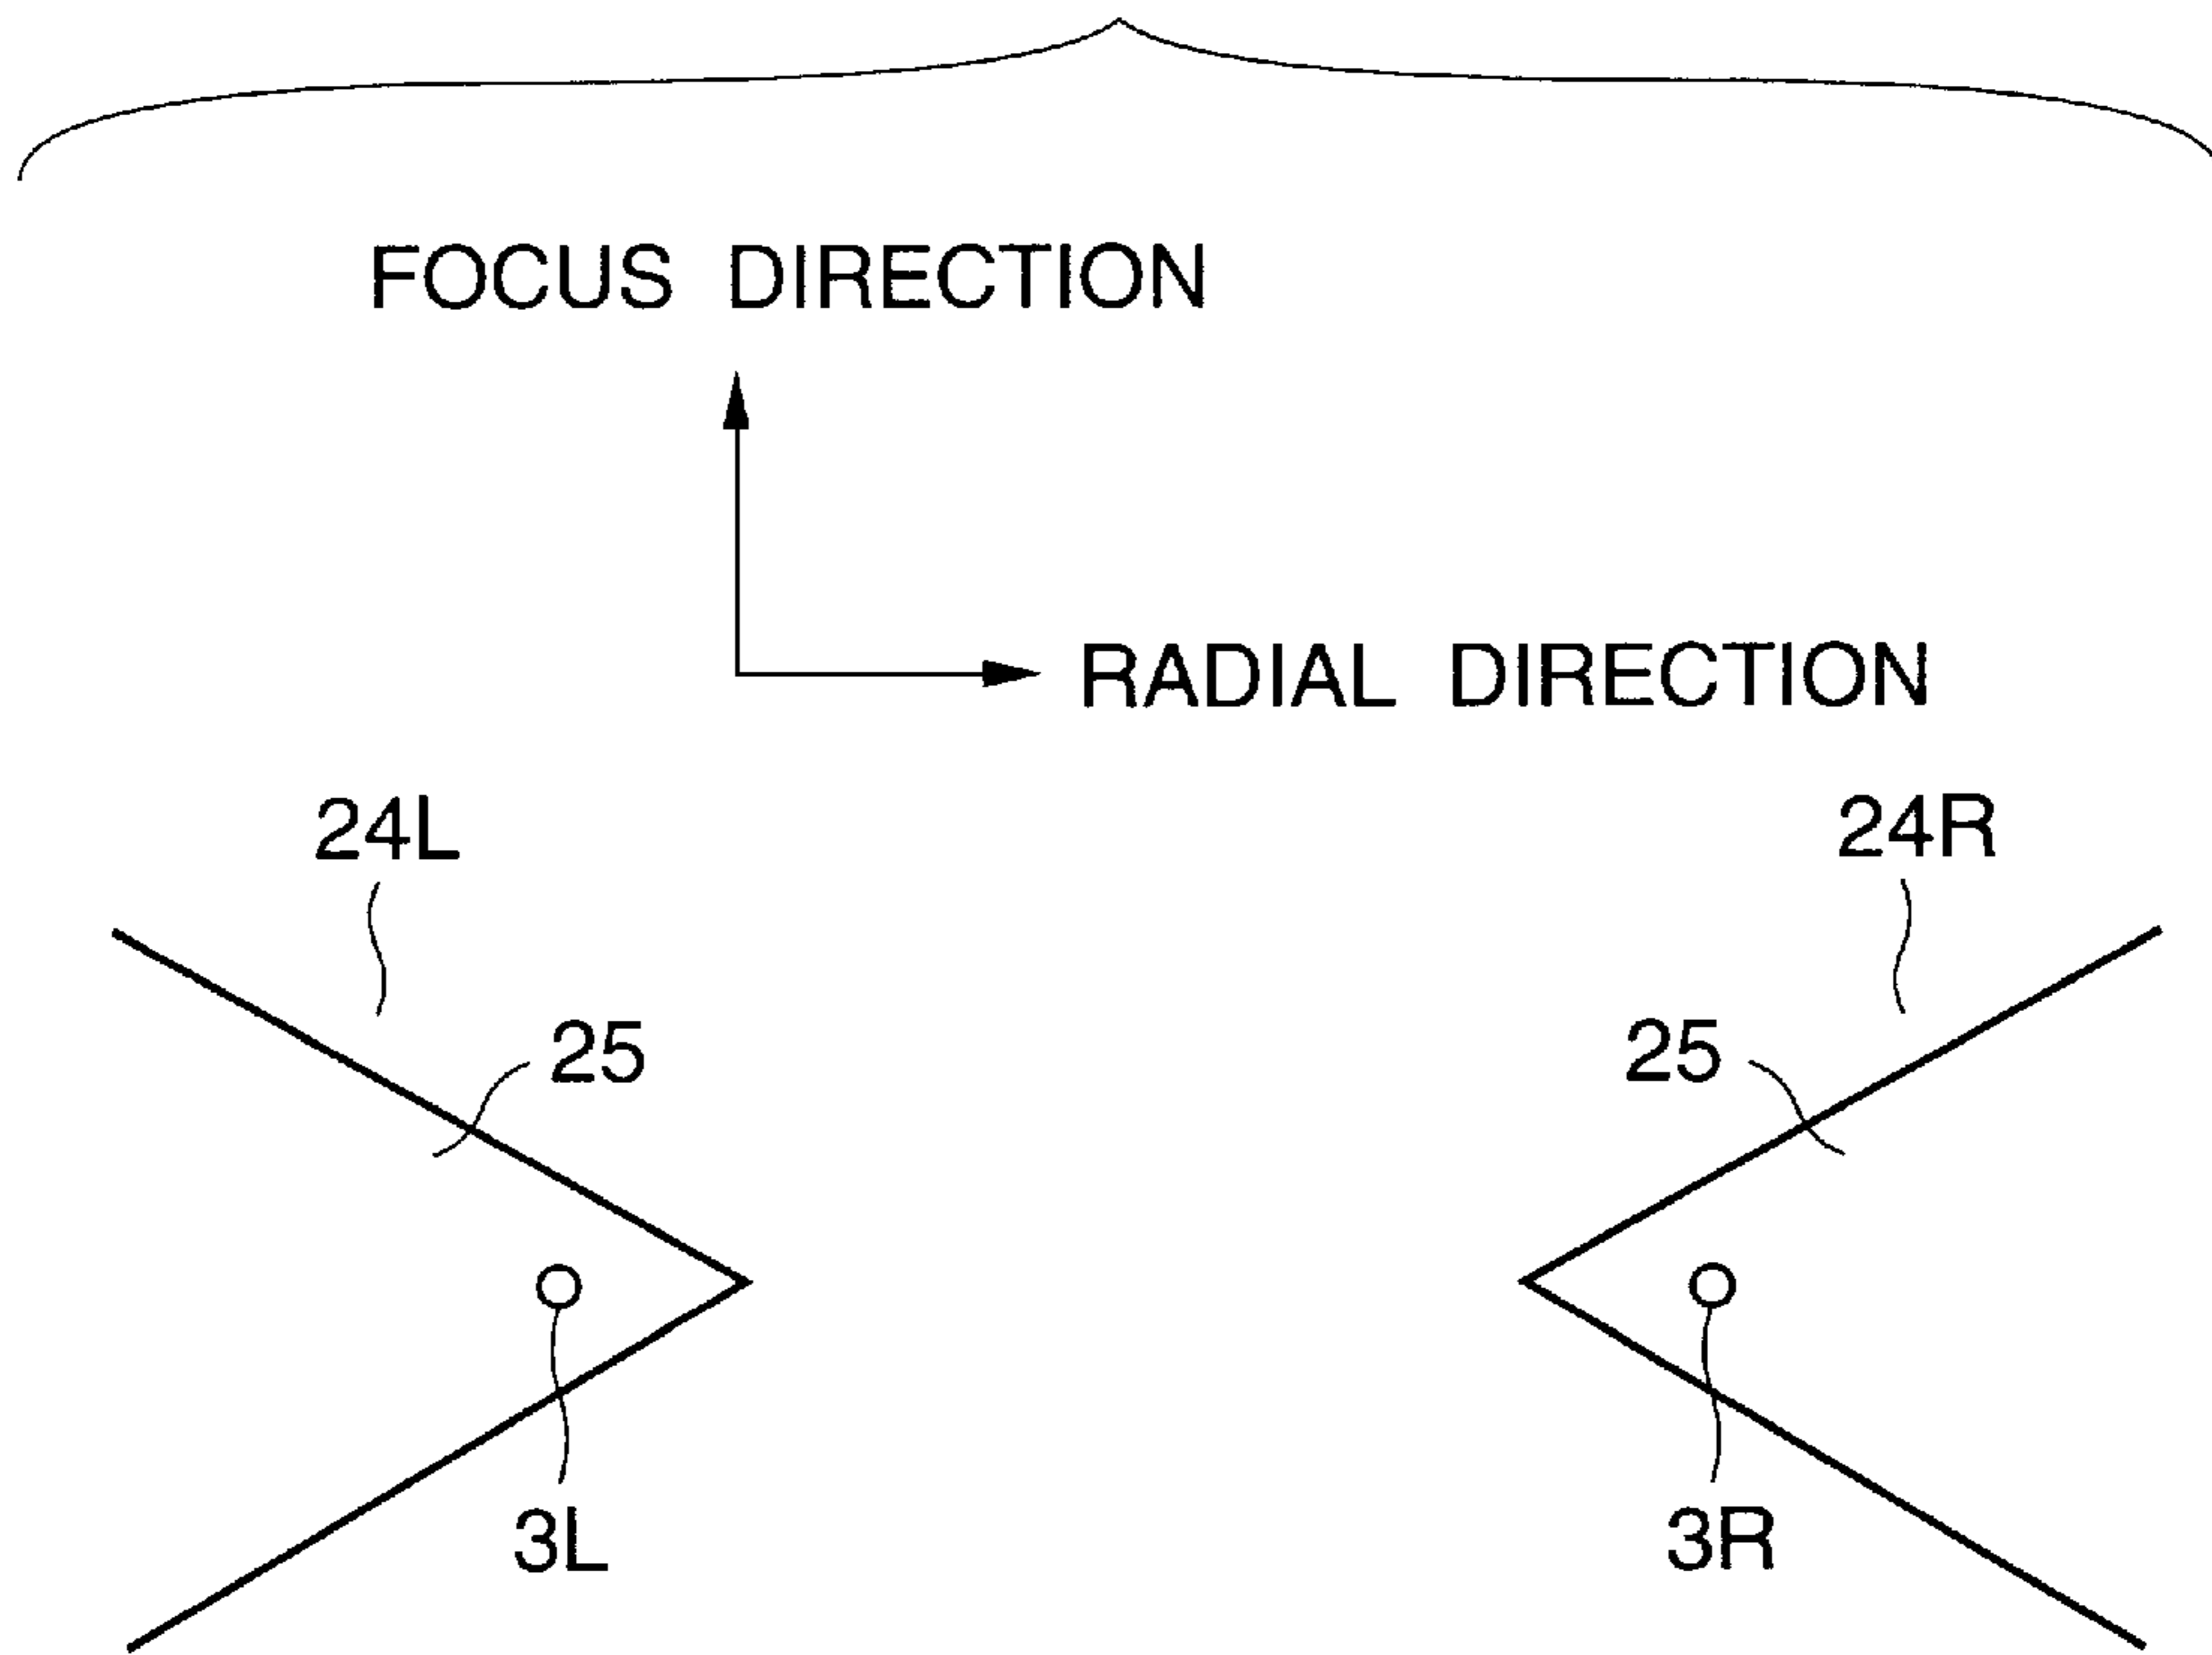 FOCUS DIRECTION
RADIAL DIRECTION
24L
24R
25
25
3L
3R